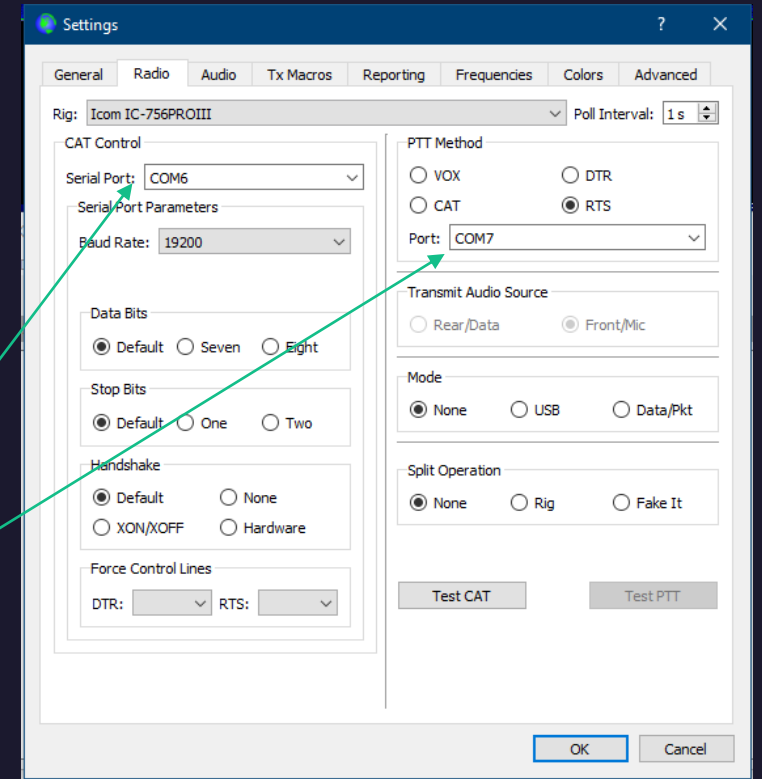 Settings ?
General Radio Audio Tx Macros Reporting Frequencies Colors Advanced
Rig: Icom IC-756PROIII Poll Interval: 1 s
CAT Control
Serial Port: COM6
Serial Port Parameters
Baud Rate: 19200
Data Bits
Default Seven Eight
Stop Bits
Default One Two
Handshake
Default None
XON/XOFF Hardware
Force Control Lines
DTR: RTS:
PTT Method
VOX DTR
CAT RTS
Port: COM7
Transmit Audio Source
Rear/Data Front/Mic
Mode
None USB Data/Pkt
Split Operation
None Rig Fake It
Test CAT Test PTT
OK Cancel